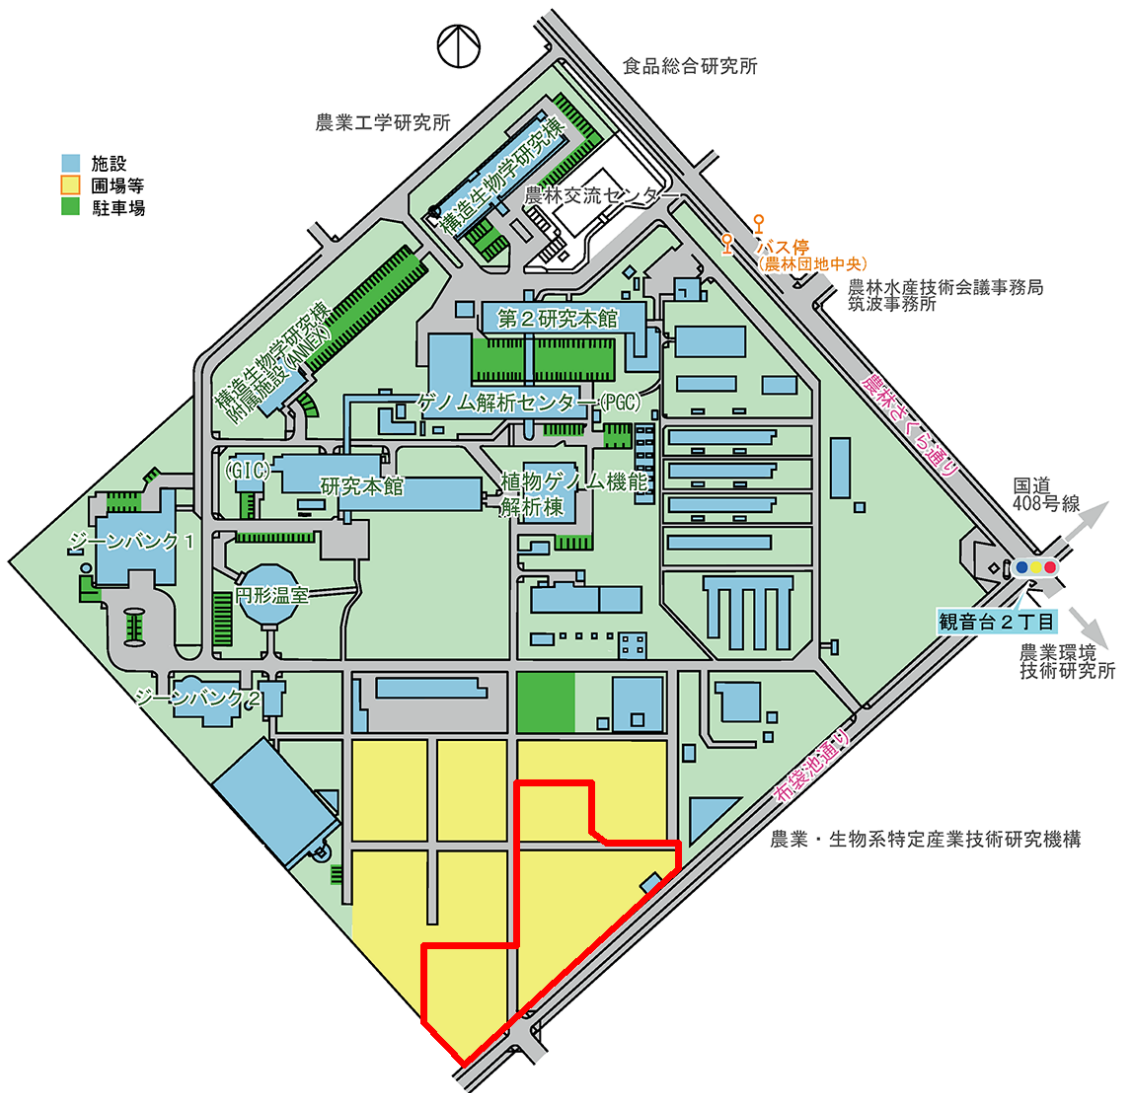 食品総合研究所
農業工学研究所
施設
圃場等
駐車場
構造生物学研究棟
農林交流センター
バス停
(農林団地中央)
農林水産技術会議事務局
筑波事務所
構造生物学研究棟
附属施設(ANNEX)
第2研究本館
農林さくら通り
ゲノム解析センター(PGC)
(GIC)
研究本館
植物ゲノム機能
解析棟
国道
408号線
ジーンバンク1
円形温室
観音台2丁目
農業環境
技術研究所
ジーンバンク2
布袋池通り
農業・生物系特定産業技術研究機構